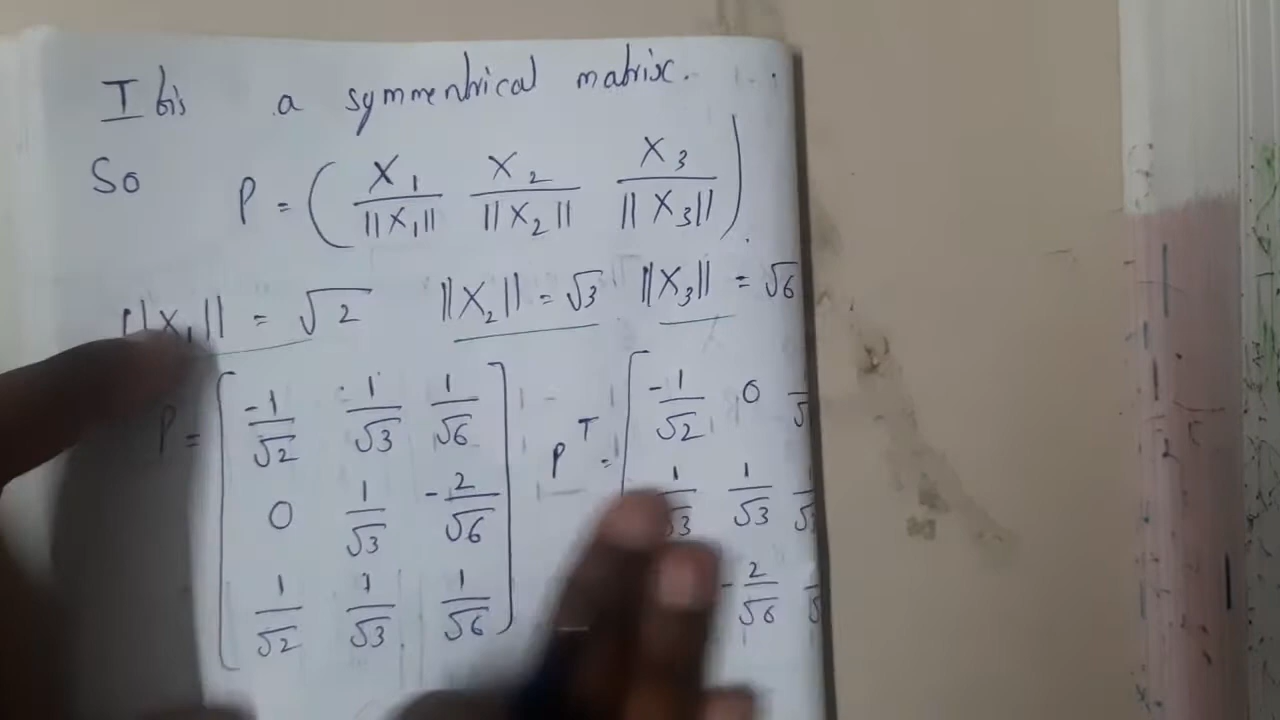 It is a symmentrical matrix.
So P = ( X₁/||X₁|| X₂/||X₂|| X₃/||X₃|| )
||X₁|| = √2 ||X₂|| = √3 ||X₃|| = √6
P = [ -1/√2 1/√3 1/√6
0 1/√3 -2/√6
1/√2 1/√3 1/√6 ]
Pᵀ = [ -1/√2 0
1/√3 1/√3
-2/√6